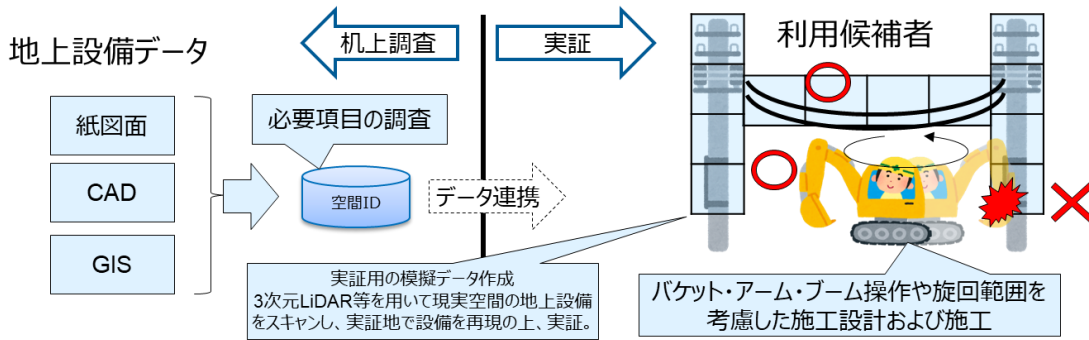 地上設備データ
机上調査
実証
利用候補者
紙図面
CAD
GIS
必要項目の調査
空間ID
データ連携
実証用の模擬データ作成
3次元LiDAR等を用いて現実空間の地上設備
をスキャンし、実証地で設備を再現の上、実証。
バケット・アーム・ブーム操作や旋回範囲を
考慮した施工設計および施工